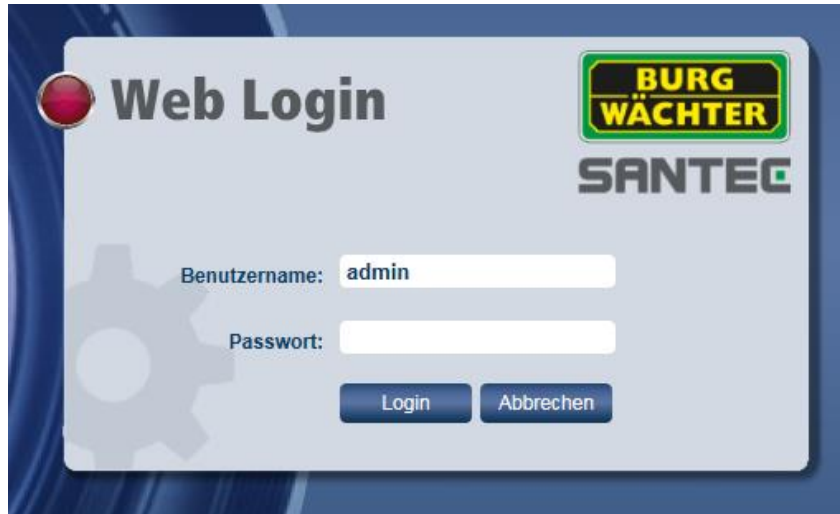 Web Login
BURG
WÄCHTER
SANTEC
Benutzername: admin
Passwort:
Login Abbrechen